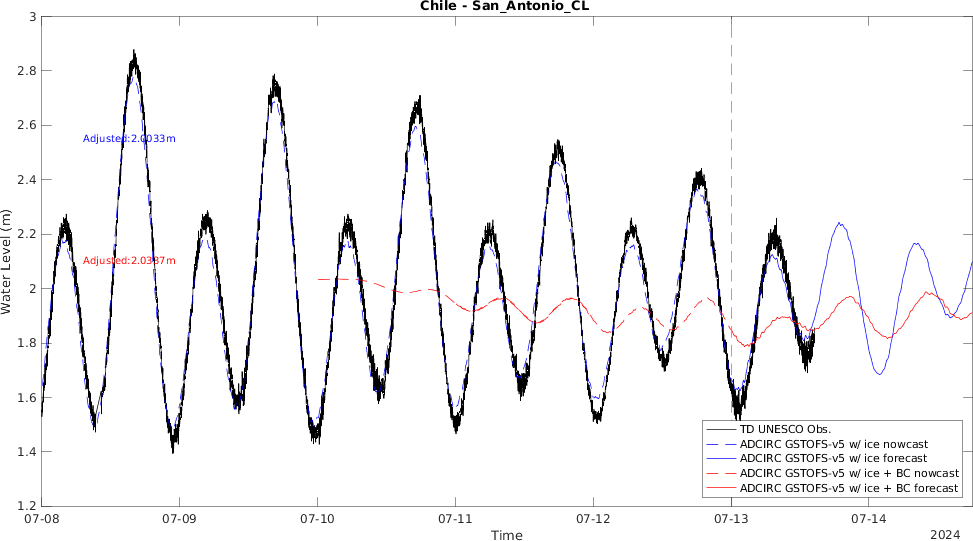 Chile - San_Antonio_CL
3
2.8
2.6
2.4
2.2
2
1.8
1.6
1.4
1.2
Water Level (m)
Adjusted:2.0033m
Adjusted:2.0387m
TD UNESCO Obs.
ADCIRC GSTOFS-v5 w/ ice nowcast
ADCIRC GSTOFS-v5 w/ ice forecast
ADCIRC GSTOFS-v5 w/ ice + BC nowcast
ADCIRC GSTOFS-v5 w/ ice + BC forecast
07-08 07-09 07-10 07-11 07-12 07-13 07-14
Time
2024